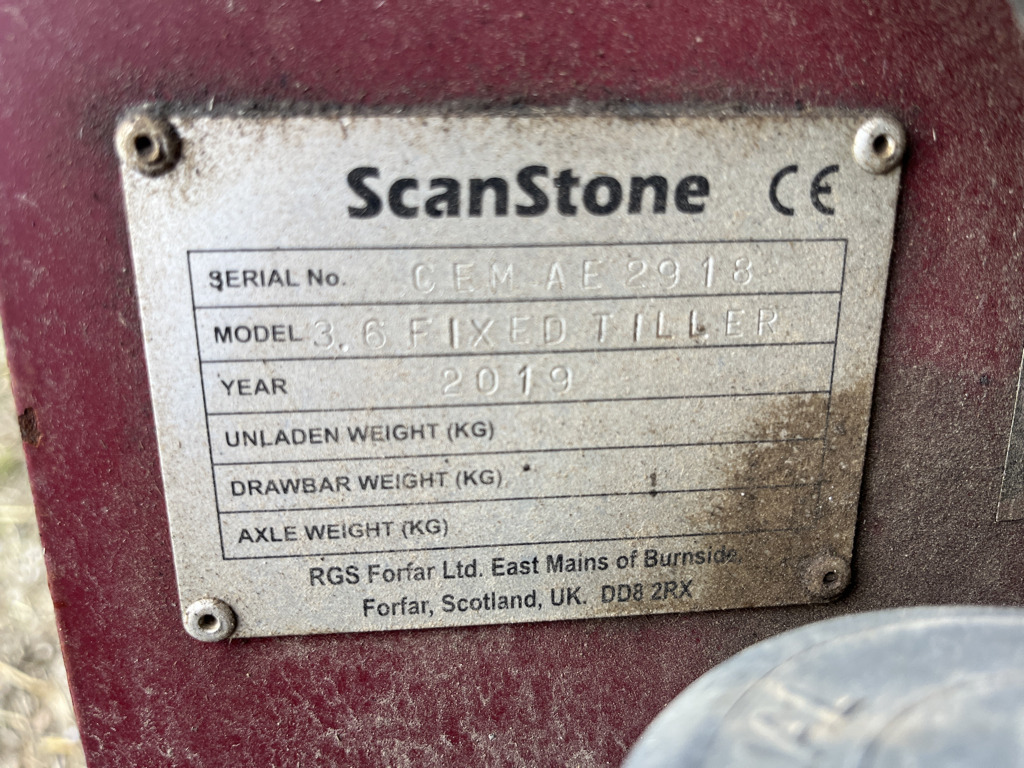 ScanStone CE
SERIAL No. CEM AE 2918
MODEL 3.6 FIXED TILLER
YEAR 2019
UNLADEN WEIGHT (KG)
DRAWBAR WEIGHT (KG)
AXLE WEIGHT (KG)
RGS Forfar Ltd. East Mains of Burnside
Forfar, Scotland, UK. DD8 2RX